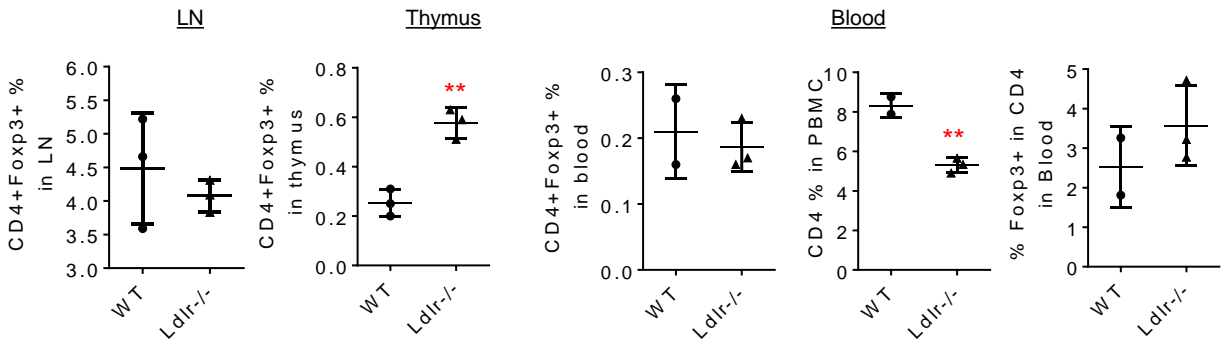 LN
Thymus
Blood
CD4+Foxp3+ %
in LN
6.0
5.5
5.0
4.5
4.0
3.5
3.0
WT
Ldlr-/-
CD4+Foxp3+ %
in thymus
0.8
0.6
0.4
0.2
0.0
**
WT
Ldlr-/-
CD4+Foxp3+ %
in blood
0.3
0.2
0.1
0.0
WT
Ldlr-/-
CD4 % in PBMC
10
8
6
4
2
0
**
WT
Ldlr-/-
% Foxp3+ in CD4
in Blood
5
4
3
2
1
0
WT
Ldlr-/-